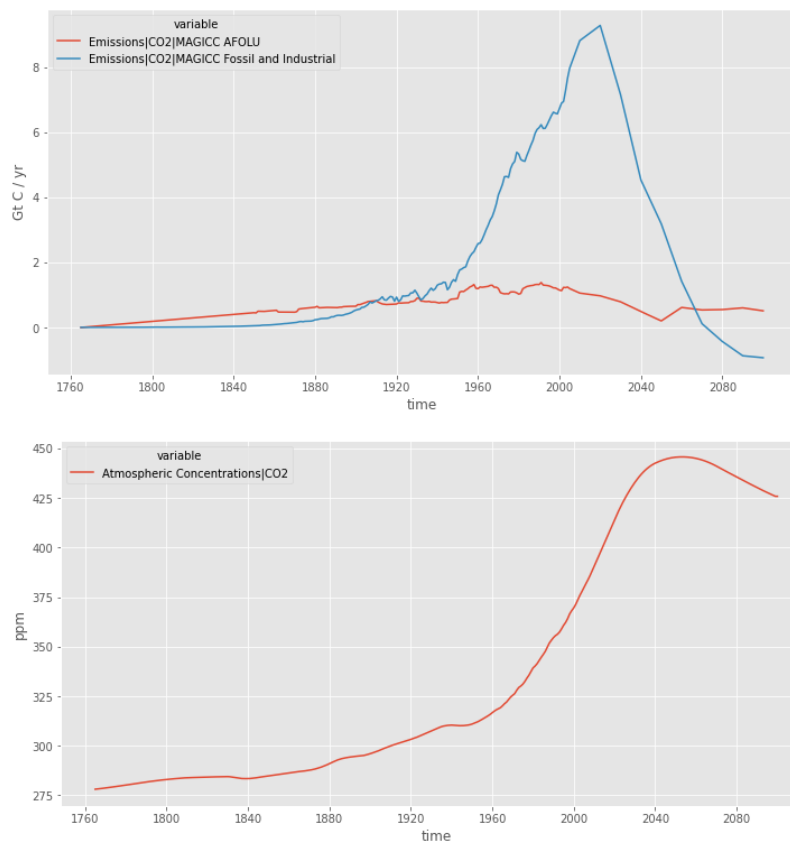 variable
Emissions|CO2|MAGICC AFOLU
Emissions|CO2|MAGICC Fossil and Industrial
8
6
4
2
0
Gt C / yr
1760 1800 1840 1880 1920 1960 2000 2040 2080
time
450
425
400
375
350
325
300
275
variable
Atmospheric Concentrations|CO2
ppm
1760 1800 1840 1880 1920 1960 2000 2040 2080
time